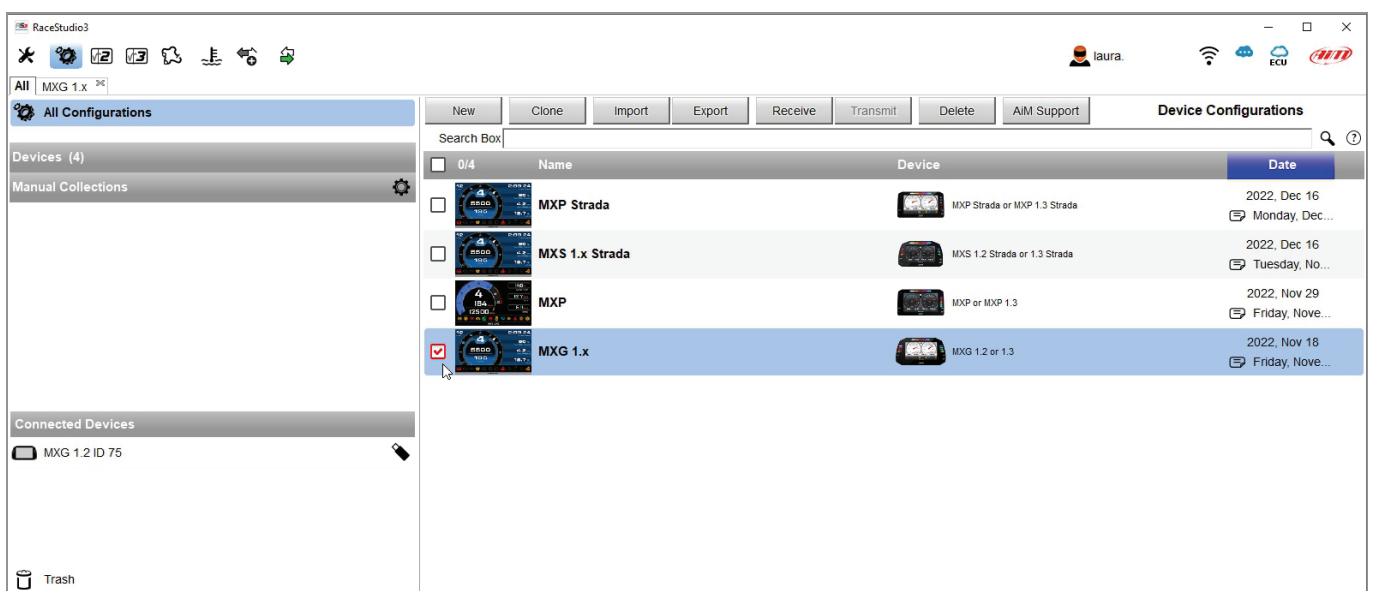 RaceStudio3
laura.
ECU
AiM
All MXG 1.x
All Configurations
New Clone Import Export Receive Transmit Delete AiM Support Device Configurations
Search Box
Devices (4)
0/4 Name Device Date
Manual Collections
MXP Strada MXP Strada or MXP 1.3 Strada 2022, Dec 16
Monday, Dec...
MXS 1.x Strada MXS 1.2 Strada or 1.3 Strada 2022, Dec 16
Tuesday, No...
MXP MXP or MXP 1.3 2022, Nov 29
Friday, Nove...
MXG 1.x MXG 1.2 or 1.3 2022, Nov 18
Friday, Nove...
Connected Devices
MXG 1.2 ID 75
Trash